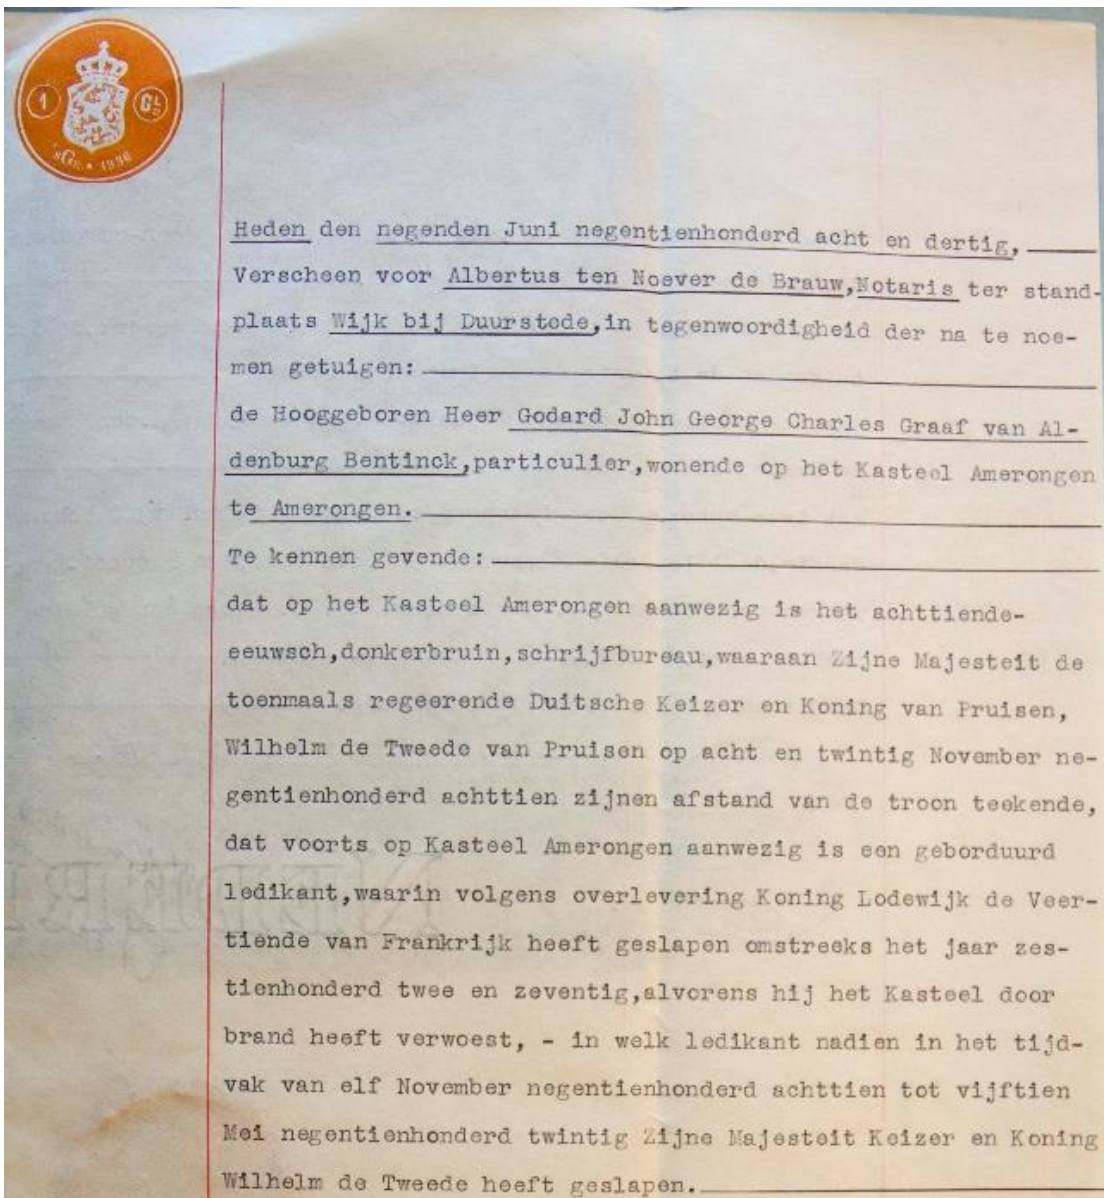 1
GL
'sGR. * 1936
Heden den negenden Juni negentienhonderd acht en dertig,
Verscheen voor Albertus ten Noever de Brauw,Notaris ter stand-
plaats Wijk bij Duurstede,in tegenwoordigheid der na te noe-
men getuigen:
de Hooggeboren Heer Godard John George Charles Graaf van Al-
denburg Bentinck,particulier,wonende op het Kasteel Amerongen
te Amerongen.
Te kennen gevende:
dat op het Kasteel Amerongen aanwezig is het achttiende-
eeuwsch,donkerbruin,schrijfbureau,waaraan Zijne Majesteit de
toenmaals regeerende Duitsche Keizer en Koning van Pruisen,
Wilhelm de Tweede van Pruisen op acht en twintig November ne-
gentienhonderd achttien zijnen afstand van de troon teekende,
dat voorts op Kasteel Amerongen aanwezig is een geborduurd
ledikant,waarin volgens overlevering Koning Lodewijk de Veer-
tiende van Frankrijk heeft geslapen omstreeks het jaar zes-
tienhonderd twee en zeventig,alvorens hij het Kasteel door
brand heeft verwoest, - in welk ledikant nadien in het tijd-
vak van elf November negentienhonderd achttien tot vijftien
Mei negentienhonderd twintig Zijne Majesteit Keizer en Koning
Wilhelm de Tweede heeft geslapen.